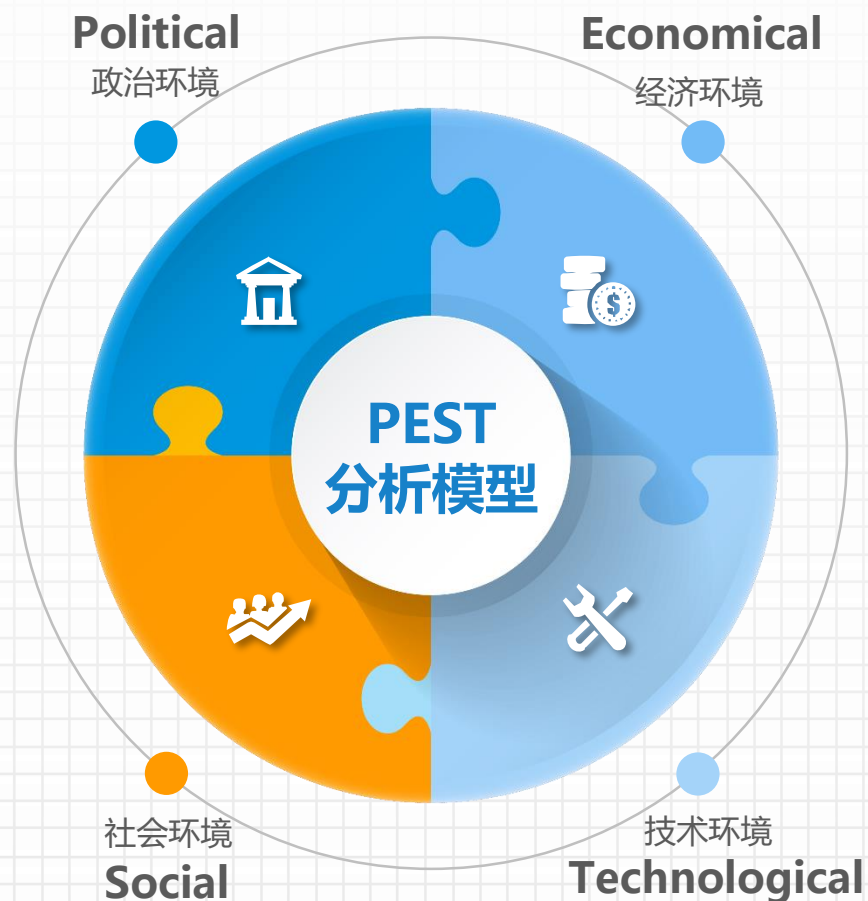 Political
政治环境
Economical
经济环境
PEST
分析模型
$
社会环境
Social
技术环境
Technological